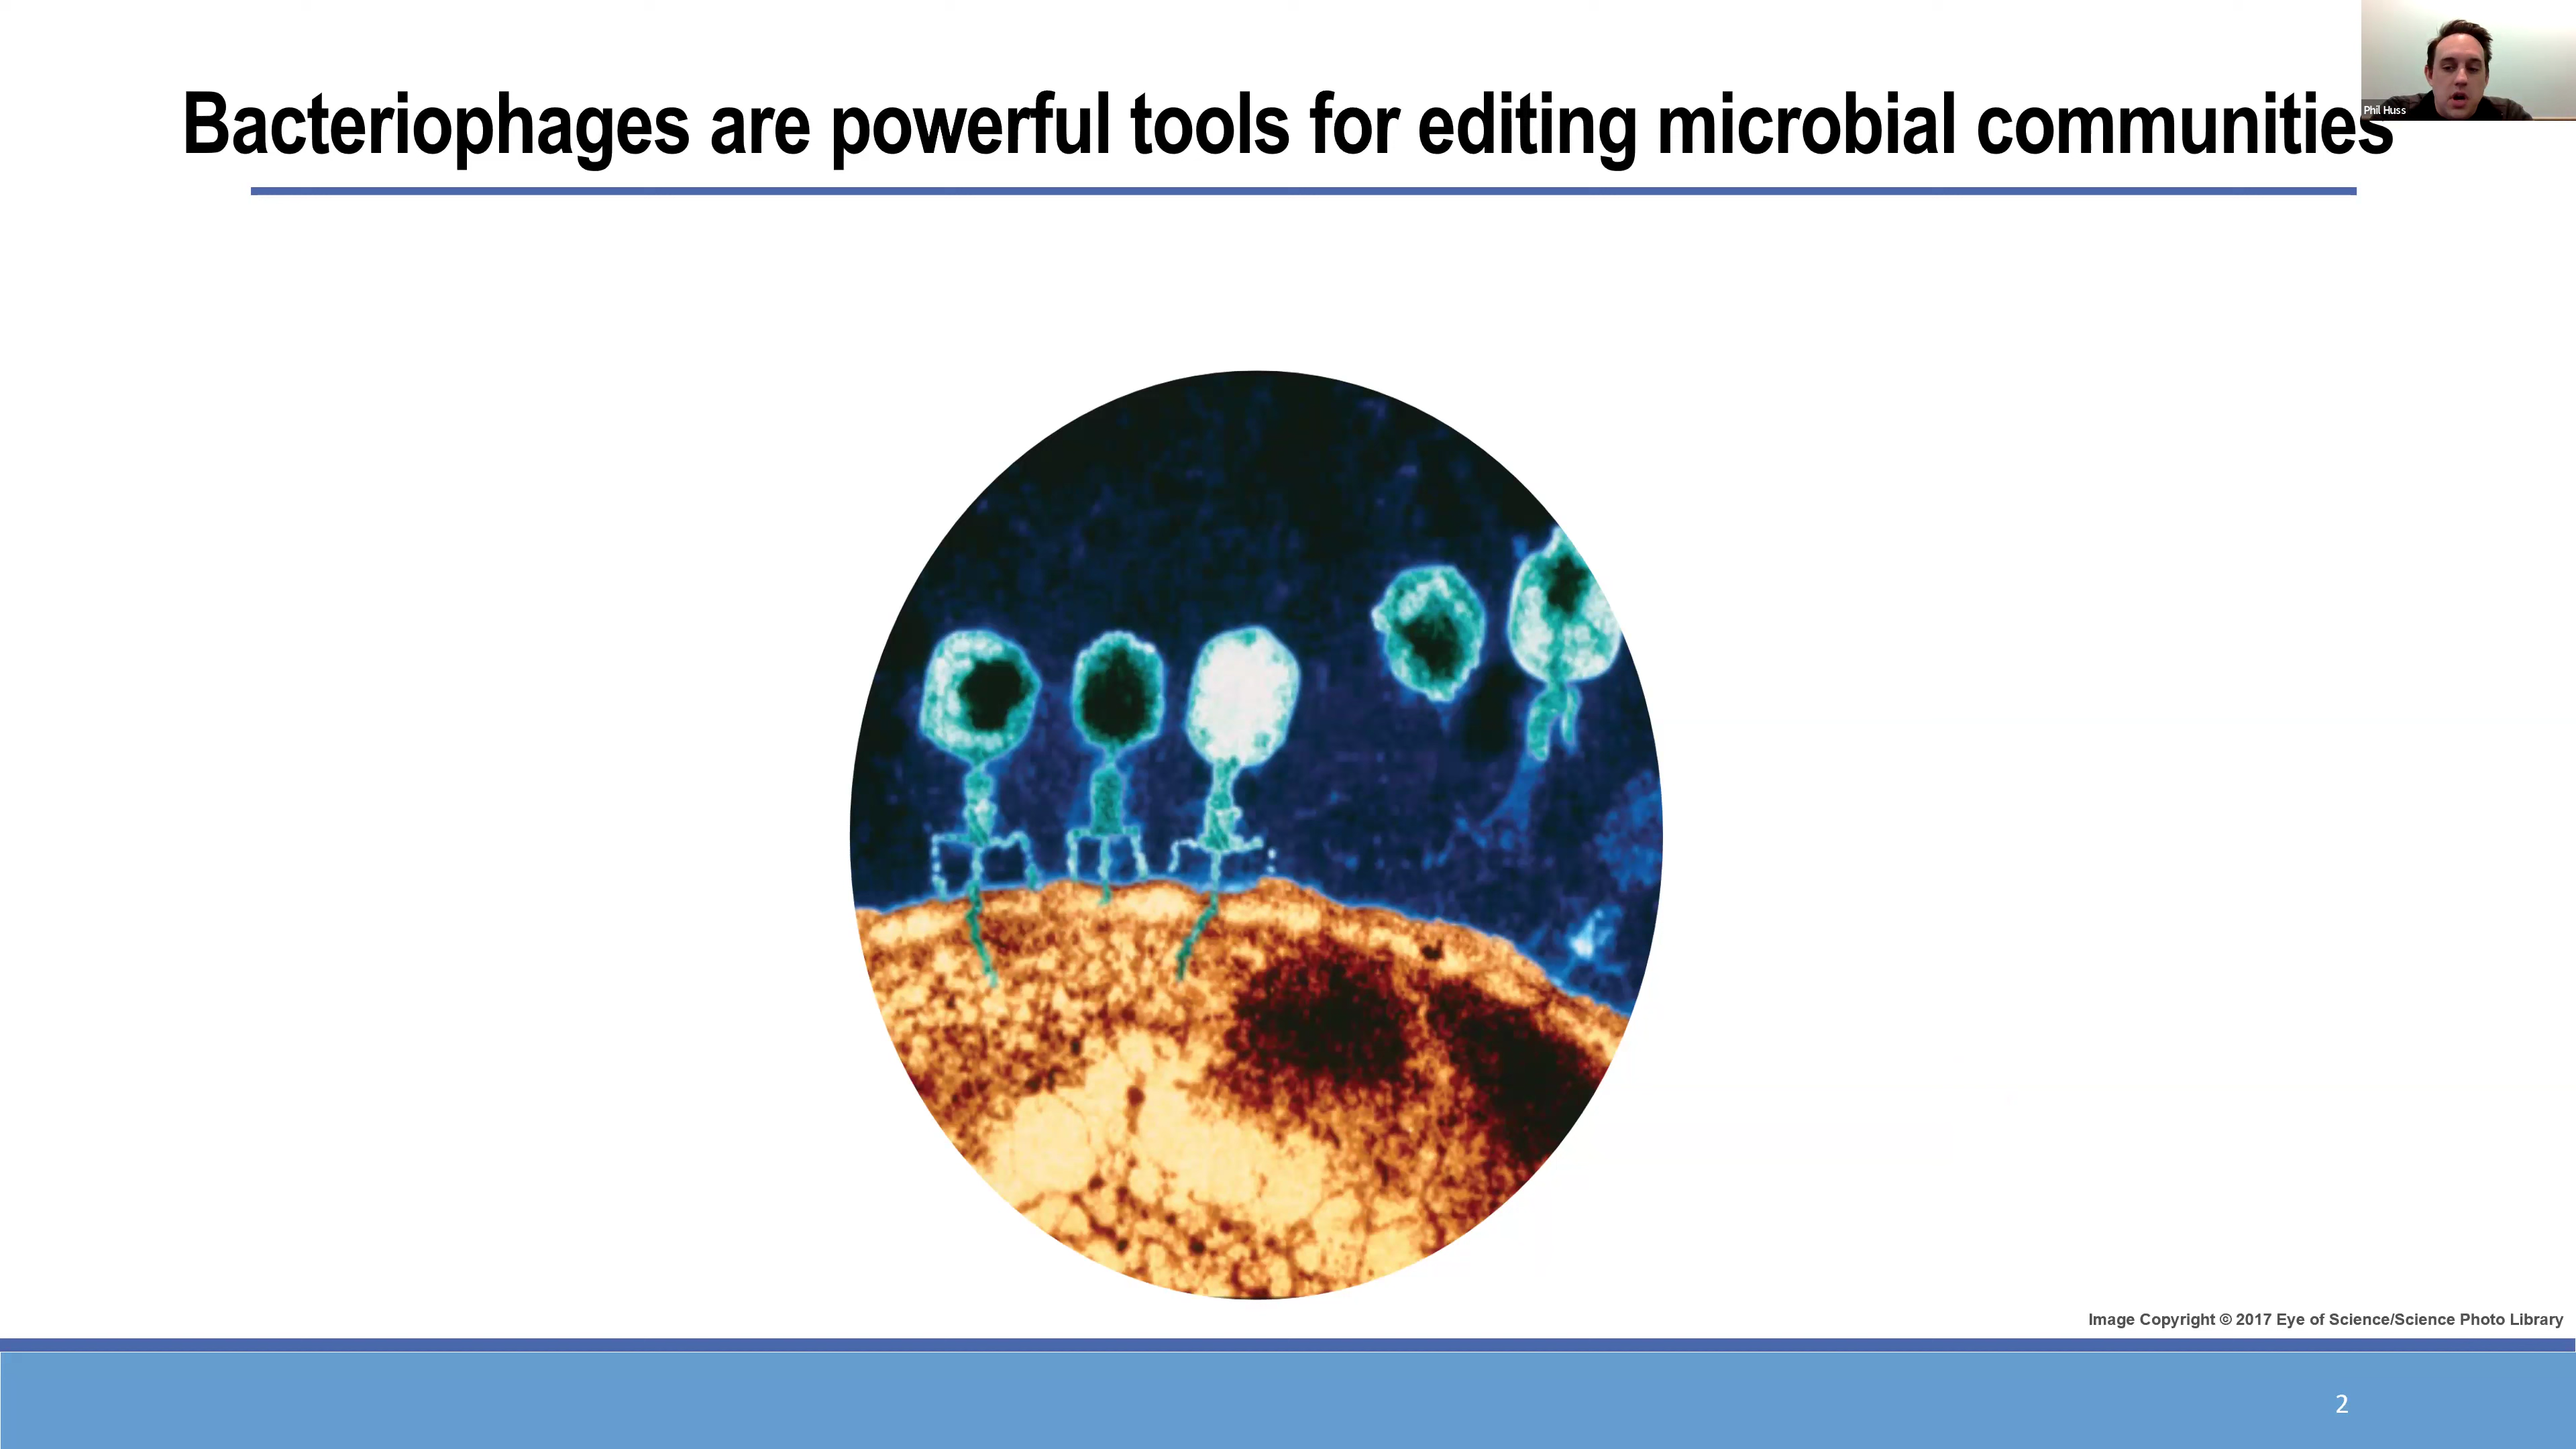 Bacteriophages are powerful tools for editing microbial communities
Phil Huss
Image Copyright © 2017 Eye of Science/Science Photo Library
2